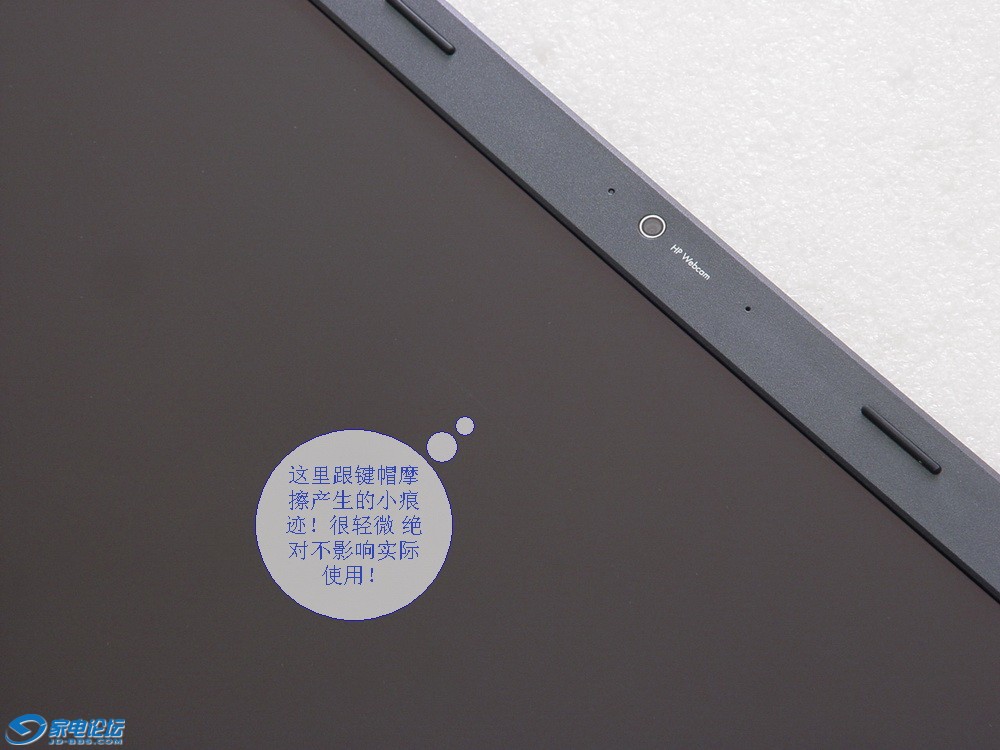 HP Webcam
这里跟键帽摩
擦产生的小痕
迹！很轻微 绝
对不影响实际
使用！
家电论坛
JD-BBS.COM